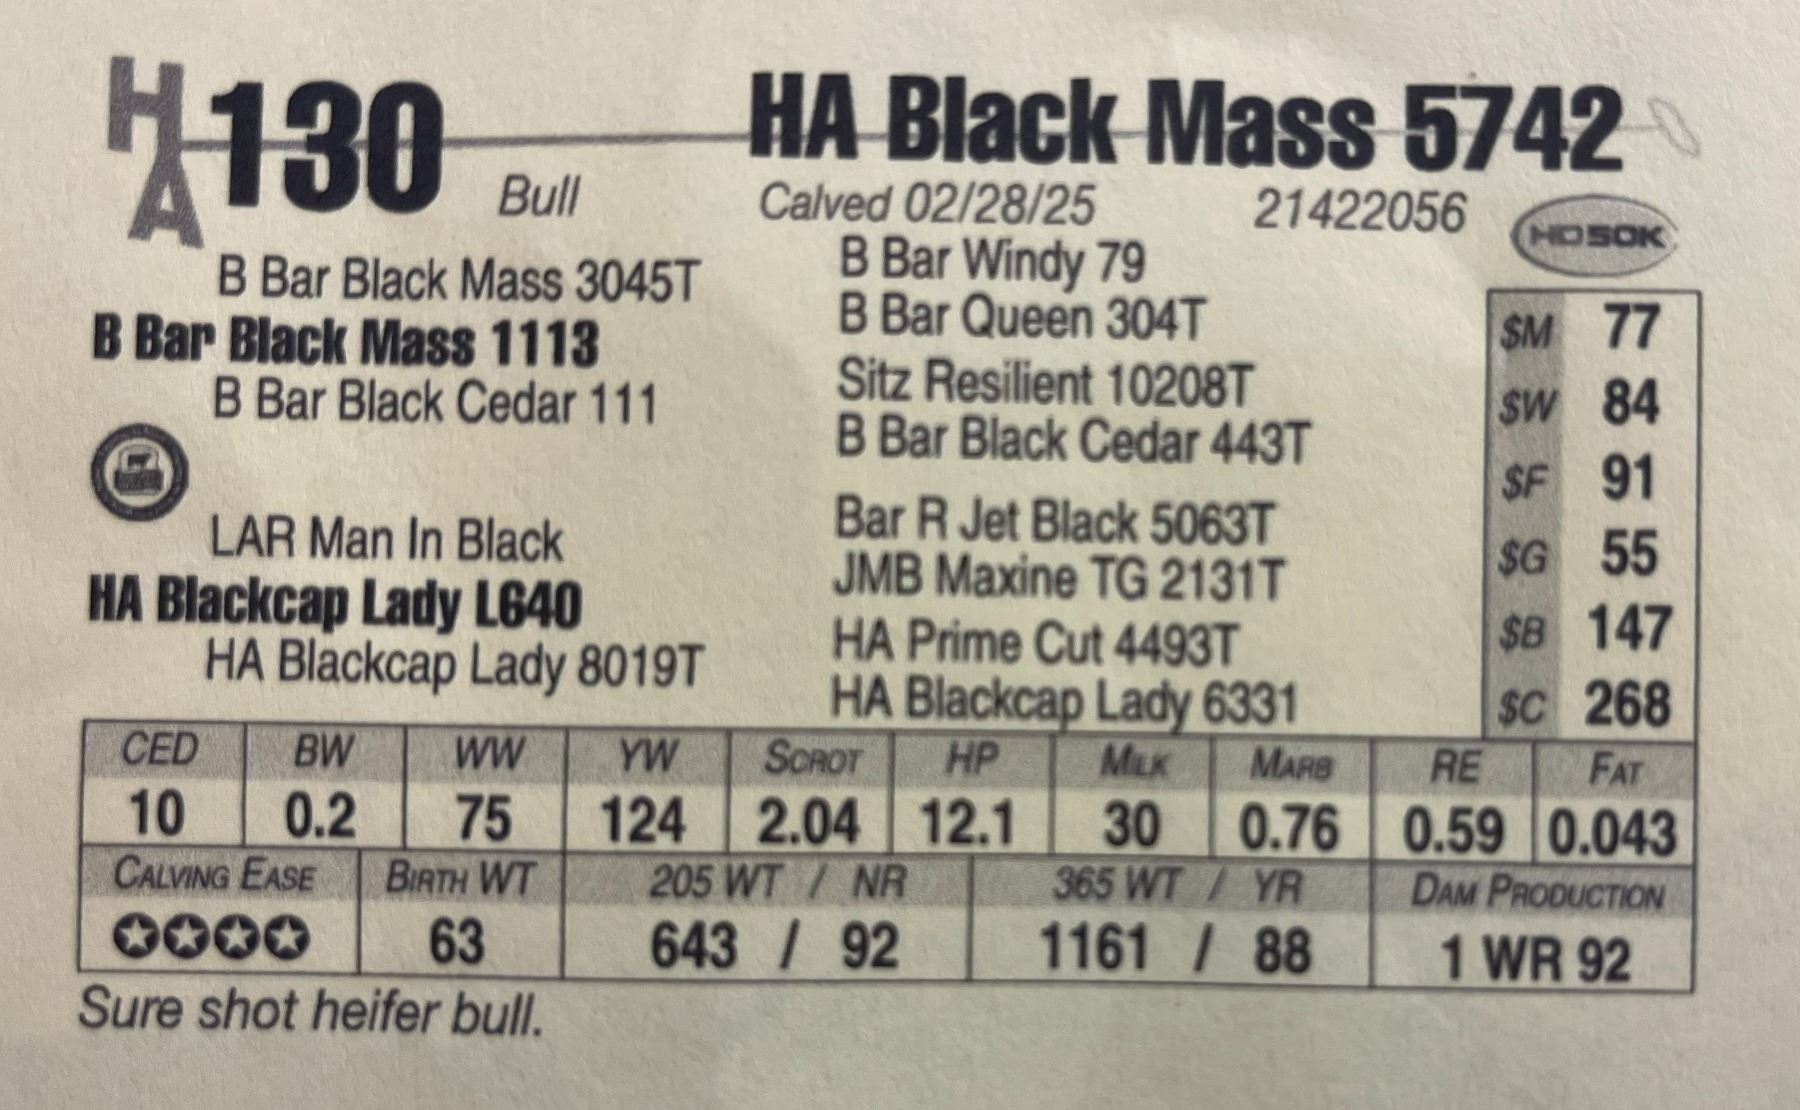 HA 130 HA Black Mass 5742
Bull Calved 02/28/25 21422056
HD50K
B Bar Black Mass 3045T
B Bar Windy 79
B Bar Queen 304T
B Bar Black Mass 1113
B Bar Black Cedar 111
Sitz Resilient 10208T
B Bar Black Cedar 443T
LAR Man In Black
Bar R Jet Black 5063T
JMB Maxine TG 2131T
HA Blackcap Lady L640
HA Blackcap Lady 8019T
HA Prime Cut 4493T
HA Blackcap Lady 6331
$M 77
$W 84
$F 91
$G 55
$B 147
$C 268
CED BW WW YW SCROT HP MILK MARB RE FAT
10 0.2 75 124 2.04 12.1 30 0.76 0.59 0.043
CALVING EASE BIRTH WT 205 WT / NR 365 WT / YR DAM PRODUCTION
✪✪✪✪ 63 643 / 92 1161 / 88 1 WR 92
Sure shot heifer bull.